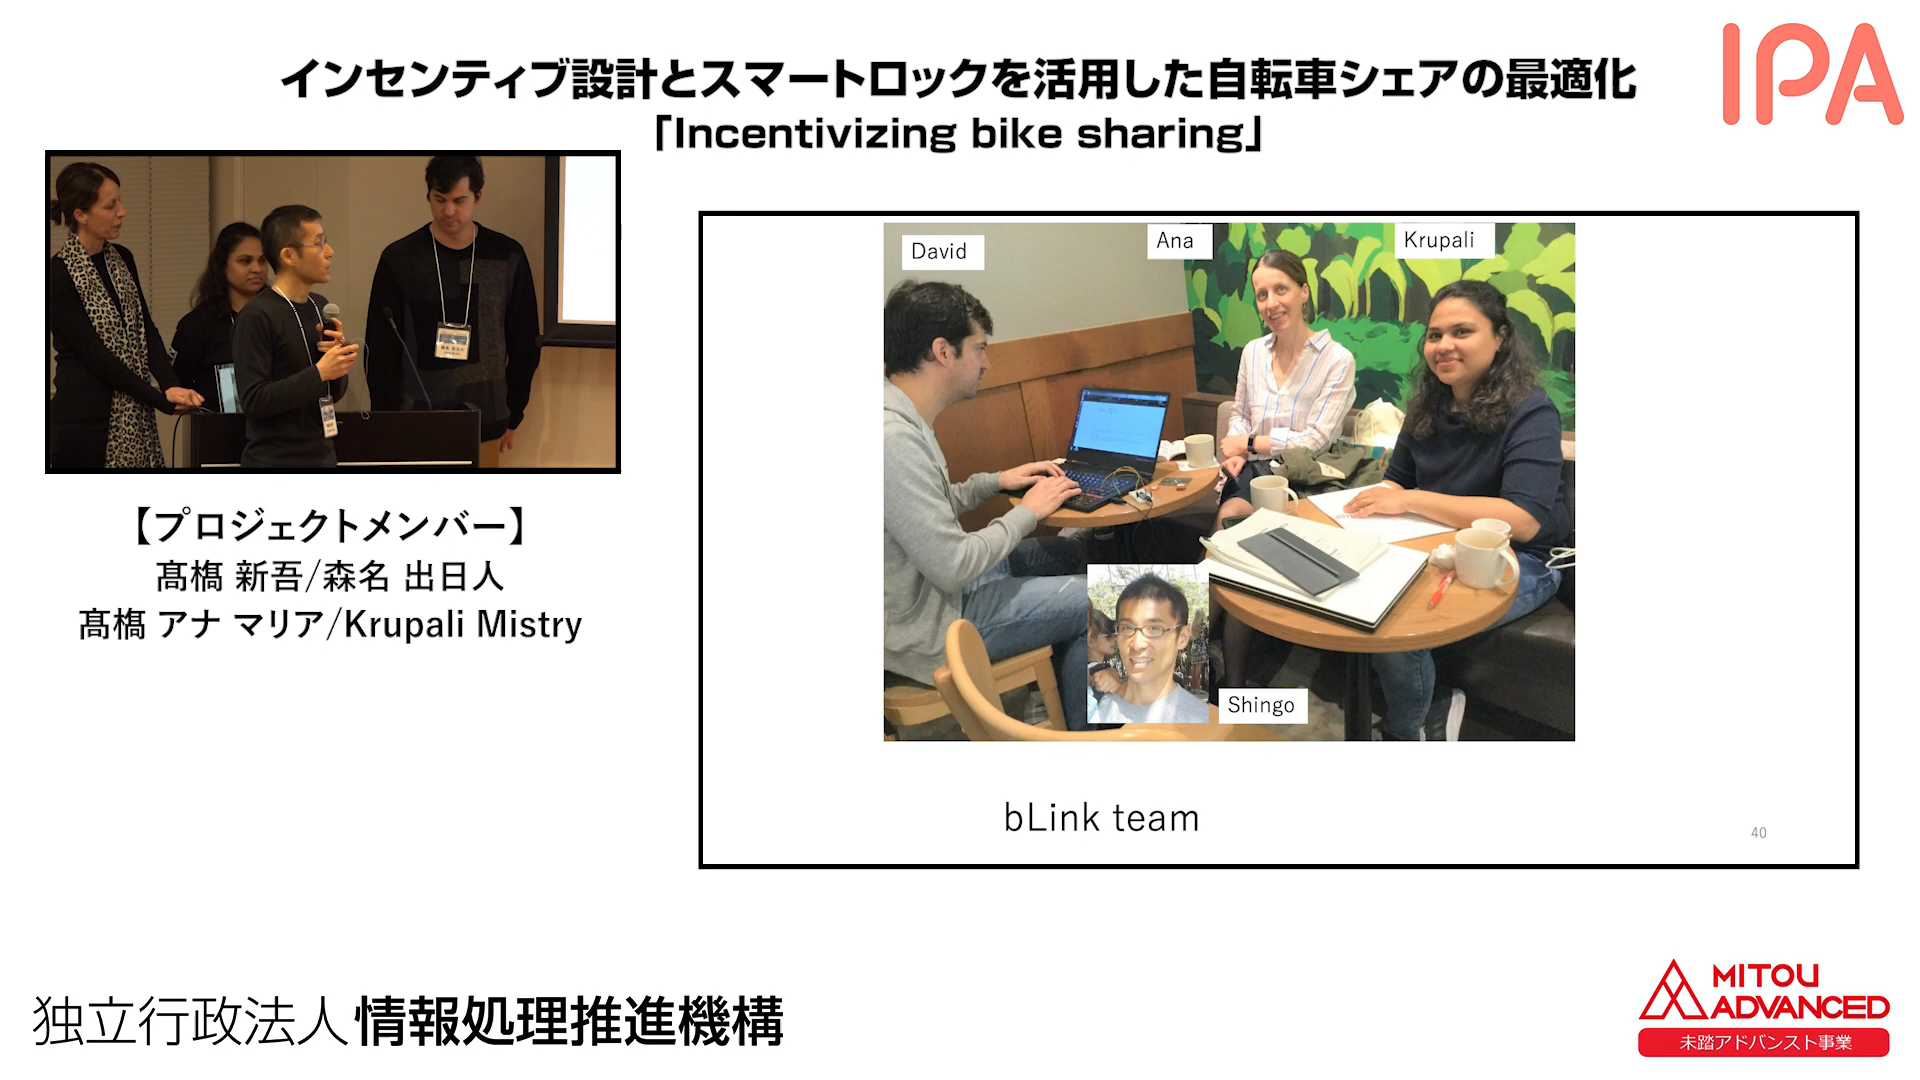 インセンティブ設計とスマートロックを活用した自転車シェアの最適化
「Incentivizing bike sharing」
IPA
【プロジェクトメンバー】
髙橋 新吾/森名 出日人
髙橋 アナ マリア/Krupali Mistry
David
Ana
Krupali
Shingo
bLink team
40
独立行政法人情報処理推進機構
MITOU
ADVANCED
未踏アドバンスト事業